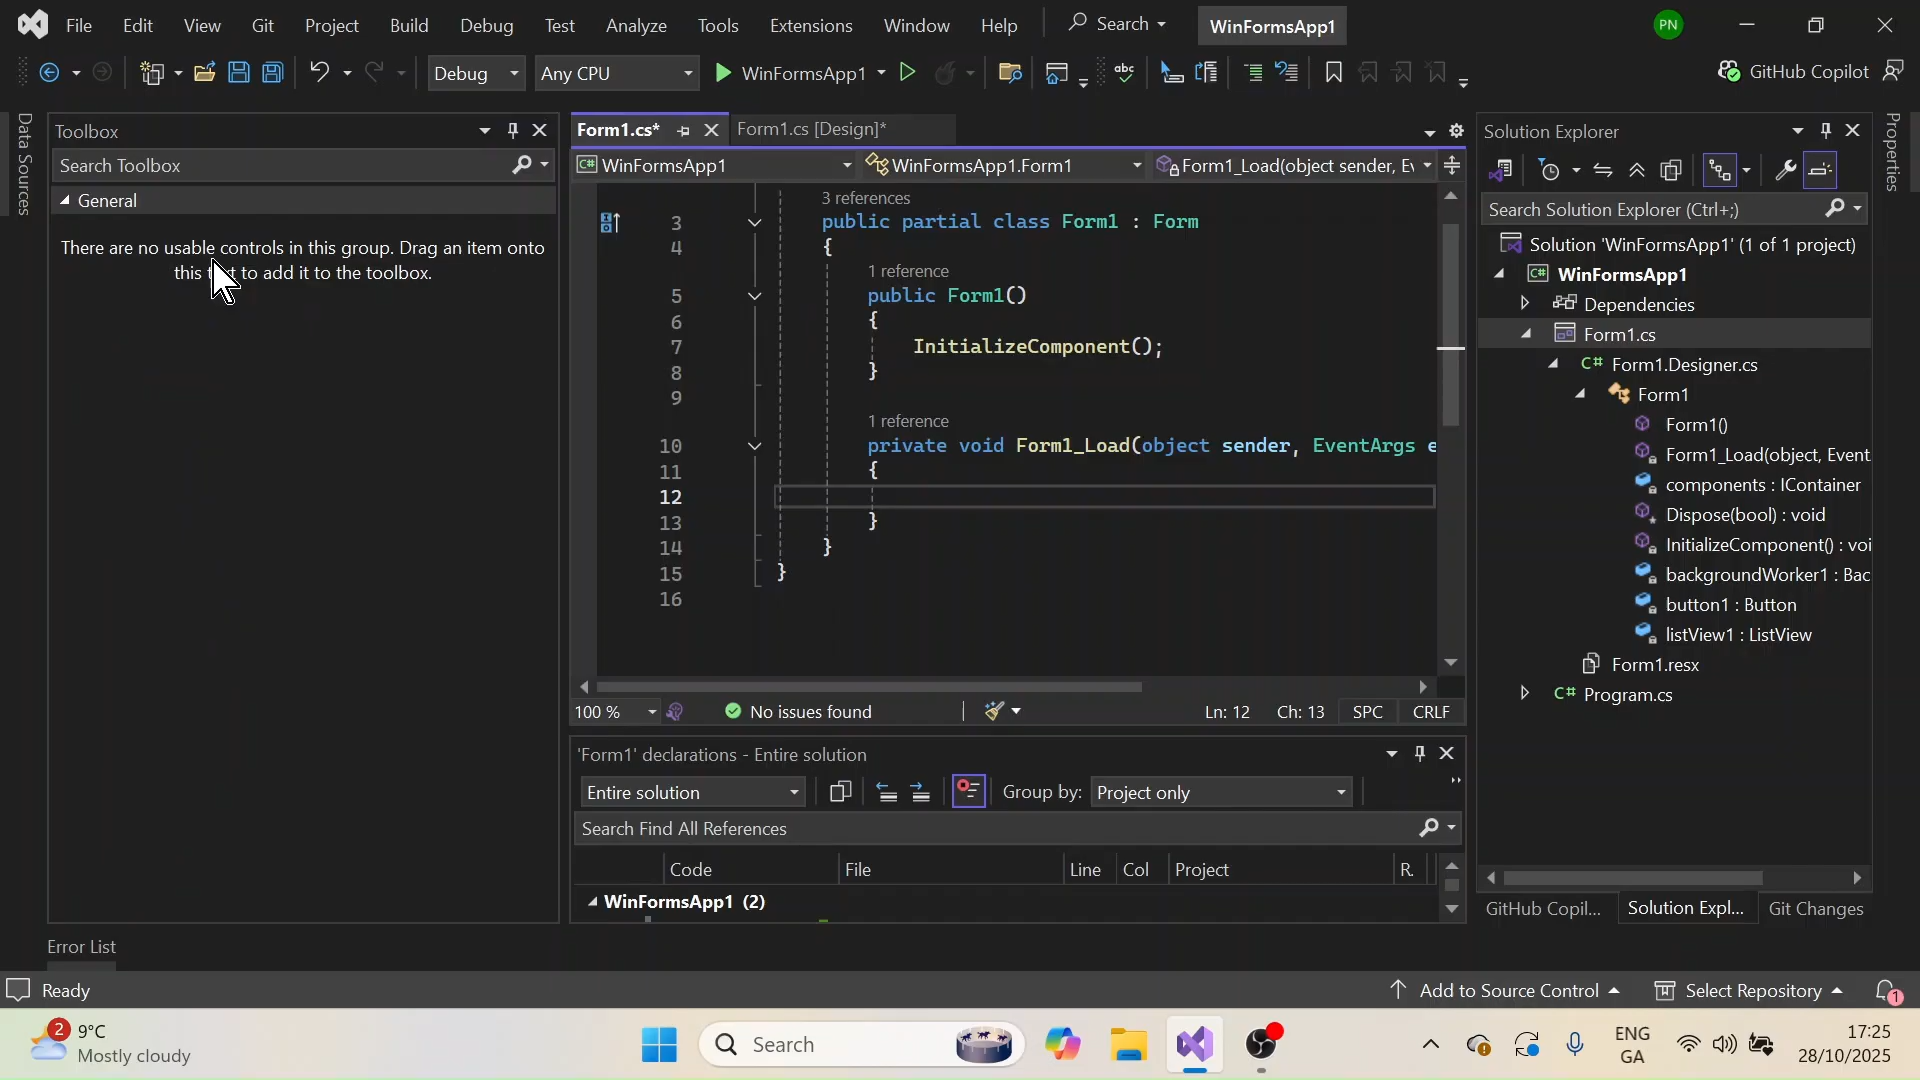 File Edit View Git Project Build Debug Test Analyze Tools Extensions Window Help Search WinFormsApp1 PN
Debug Any CPU WinFormsApp1 abc GitHub Copilot
Data Sources
Toolbox
Search Toolbox
General
There are no usable controls in this group. Drag an item onto
this text to add it to the toolbox.
Form1.cs* Form1.cs [Design]*
C# WinFormsApp1 WinFormsApp1.Form1 Form1_Load(object sender, Ev
3 references
3 public partial class Form1 : Form
4 {
1 reference
5 public Form1()
6 {
7 InitializeComponent();
8 }
9
1 reference
10 private void Form1_Load(object sender, EventArgs e
11 {
12
13 }
14 }
15 }
16
100 % No issues found Ln: 12 Ch: 13 SPC CRLF
'Form1' declarations - Entire solution
Entire solution Group by: Project only
Search Find All References
Code File Line Col Project R.
WinFormsApp1 (2)
Solution Explorer
Search Solution Explorer (Ctrl+;)
Solution 'WinFormsApp1' (1 of 1 project)
C# WinFormsApp1
Dependencies
Form1.cs
C# Form1.Designer.cs
Form1
Form1()
Form1_Load(object, Event
components : IContainer
Dispose(bool) : void
InitializeComponent() : voi
backgroundWorker1 : Bac
button1 : Button
listView1 : ListView
Form1.resx
C# Program.cs
GitHub Copil... Solution Expl... Git Changes
Properties
Error List
Ready Add to Source Control Select Repository 1
2 9°C
Mostly cloudy
Search
ENG
GA
17:25
28/10/2025